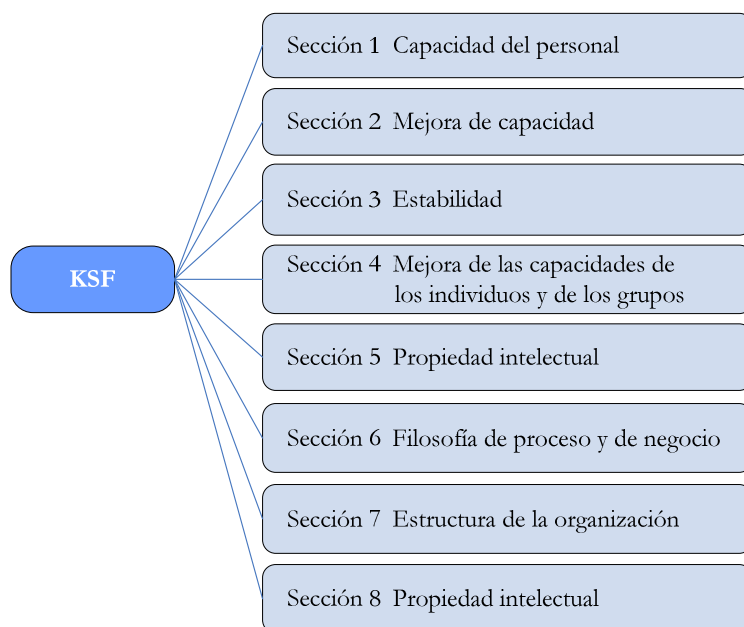 Sección 1 Capacidad del personal
Sección 2 Mejora de capacidad
Sección 3 Estabilidad
KSF
Sección 4 Mejora de las capacidades de
los individuos y de los grupos
Sección 5 Propiedad intelectual
Sección 6 Filosofía de proceso y de negocio
Sección 7 Estructura de la organización
Sección 8 Propiedad intelectual